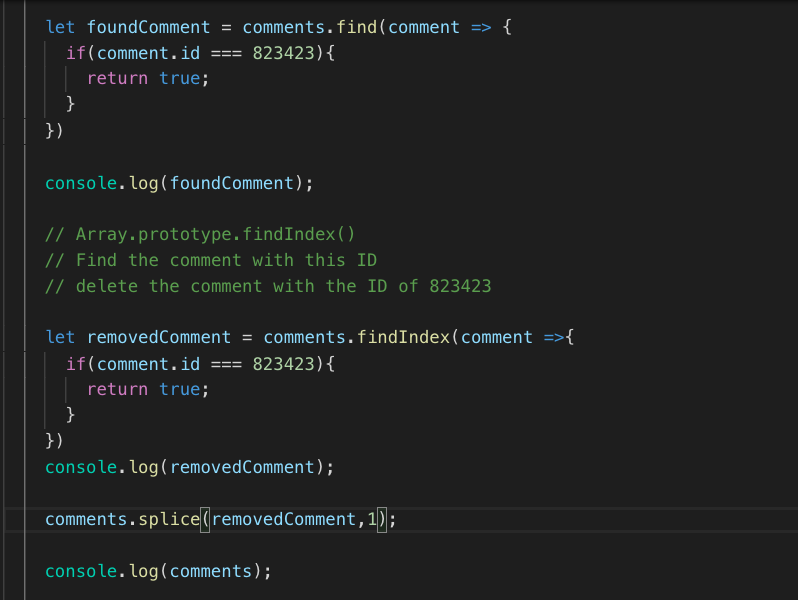 let foundComment = comments.find(comment => {
if(comment.id === 823423){
return true;
}
})
console.log(foundComment);
// Array.prototype.findIndex()
// Find the comment with this ID
// delete the comment with the ID of 823423
let removedComment = comments.findIndex(comment =>{
if(comment.id === 823423){
return true;
}
})
console.log(removedComment);
comments.splice(removedComment,1);
console.log(comments);